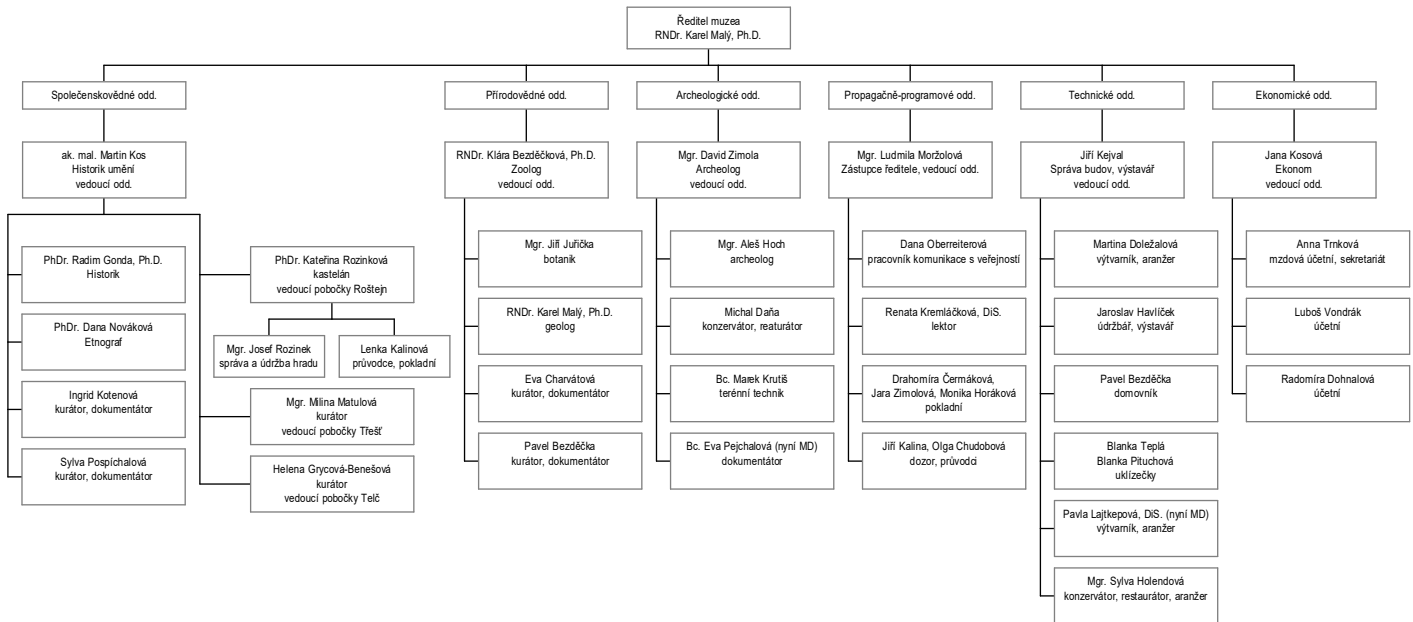 Ředitel muzea
RNDr. Karel Malý, Ph.D.
Společenskovědné odd.
Přírodovědné odd.
Archeologické odd.
Propagačně-programové odd.
Technické odd.
Ekonomické odd.
ak. mal. Martin Kos
Historik umění
vedoucí odd.
RNDr. Klára Bezděčková, Ph.D.
Zoolog
vedoucí odd.
Mgr. David Zimola
Archeolog
vedoucí odd.
Mgr. Ludmila Moržolová
Zástupce ředitele, vedoucí odd.
Jiří Kejval
Správa budov, výstavář
vedoucí odd.
Jana Kosová
Ekonom
vedoucí odd.
PhDr. Radim Gonda, Ph.D.
Historik
PhDr. Dana Nováková
Etnograf
Ingrid Kotenová
kurátor, dokumentátor
Sylva Pospíchalová
kurátor, dokumentátor
PhDr. Kateřina Rozinková
kastelán
vedoucí pobočky Roštejn
Mgr. Josef Rozinek
správa a údržba hradu
Lenka Kalinová
průvodce, pokladní
Mgr. Milina Matulová
kurátor
vedoucí pobočky Třešť
Helena Grycová-Benešová
kurátor
vedoucí pobočky Telč
Mgr. Jiří Juřička
botanik
RNDr. Karel Malý, Ph.D.
geolog
Eva Charvátová
kurátor, dokumentátor
Pavel Bezděčka
kurátor, dokumentátor
Mgr. Aleš Hoch
archeolog
Michal Daňa
konzervátor, reaturátor
Bc. Marek Krutiš
terénní technik
Bc. Eva Pejchalová (nyní MD)
dokumentátor
Dana Oberreiterová
pracovník komunikace s veřejností
Renata Kremláčková, DiS.
lektor
Drahomíra Čermáková,
Jara Zimolová, Monika Horáková
pokladní
Jiří Kalina, Olga Chudobová
dozor, průvodci
Martina Doležalová
výtvarník, aranžer
Jaroslav Havlíček
údržbář, výstavář
Pavel Bezděčka
domovník
Blanka Teplá
Blanka Pituchová
uklízečky
Pavla Lajtkepová, DiS. (nyní MD)
výtvarník, aranžer
Mgr. Sylva Holendová
konzervátor, restaurátor, aranžer
Anna Trnková
mzdová účetní, sekretariát
Luboš Vondrák
účetní
Radomíra Dohnalová
účetní